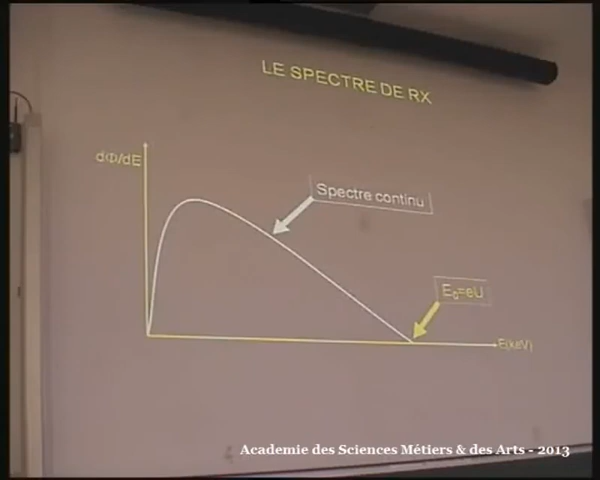 LE SPECTRE DE RX
dΦ/dE
Spectre continu
E₀=eU
E(keV)
Academie des Sciences Métiers & des Arts - 2013